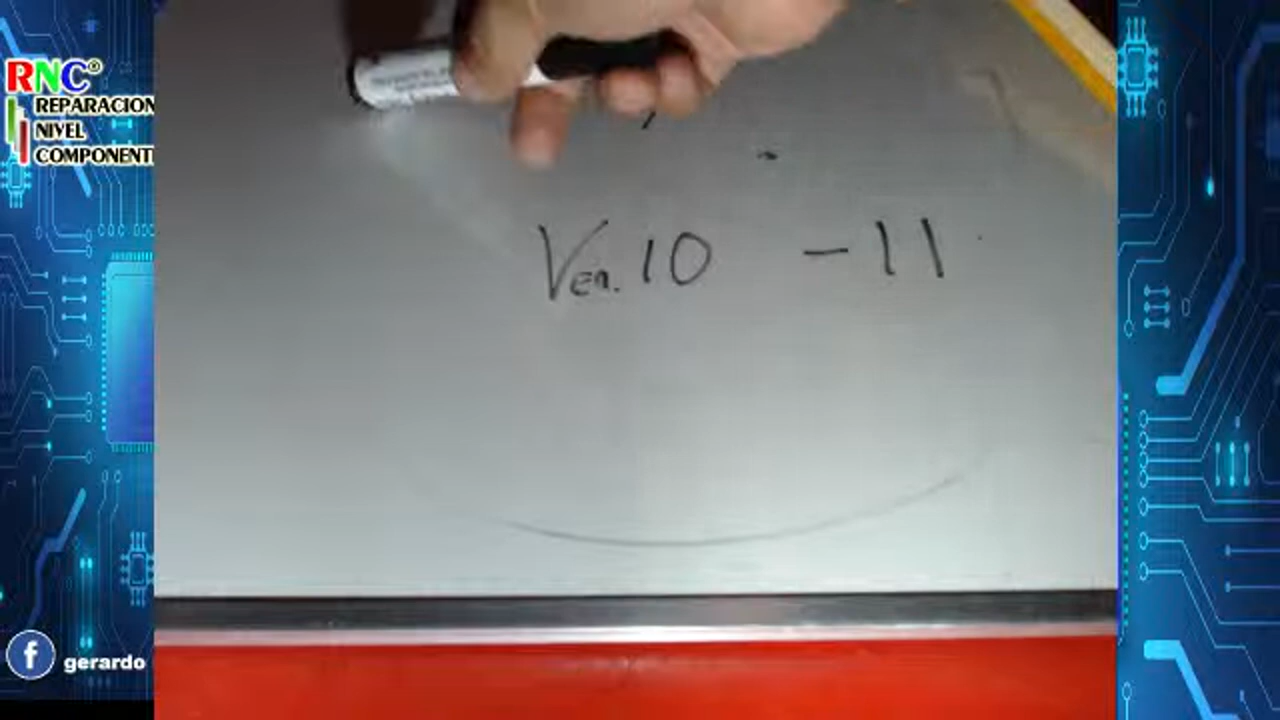 RNC®
REPARACION
NIVEL
COMPONENT
Ven. 10 - 11
f gerardo